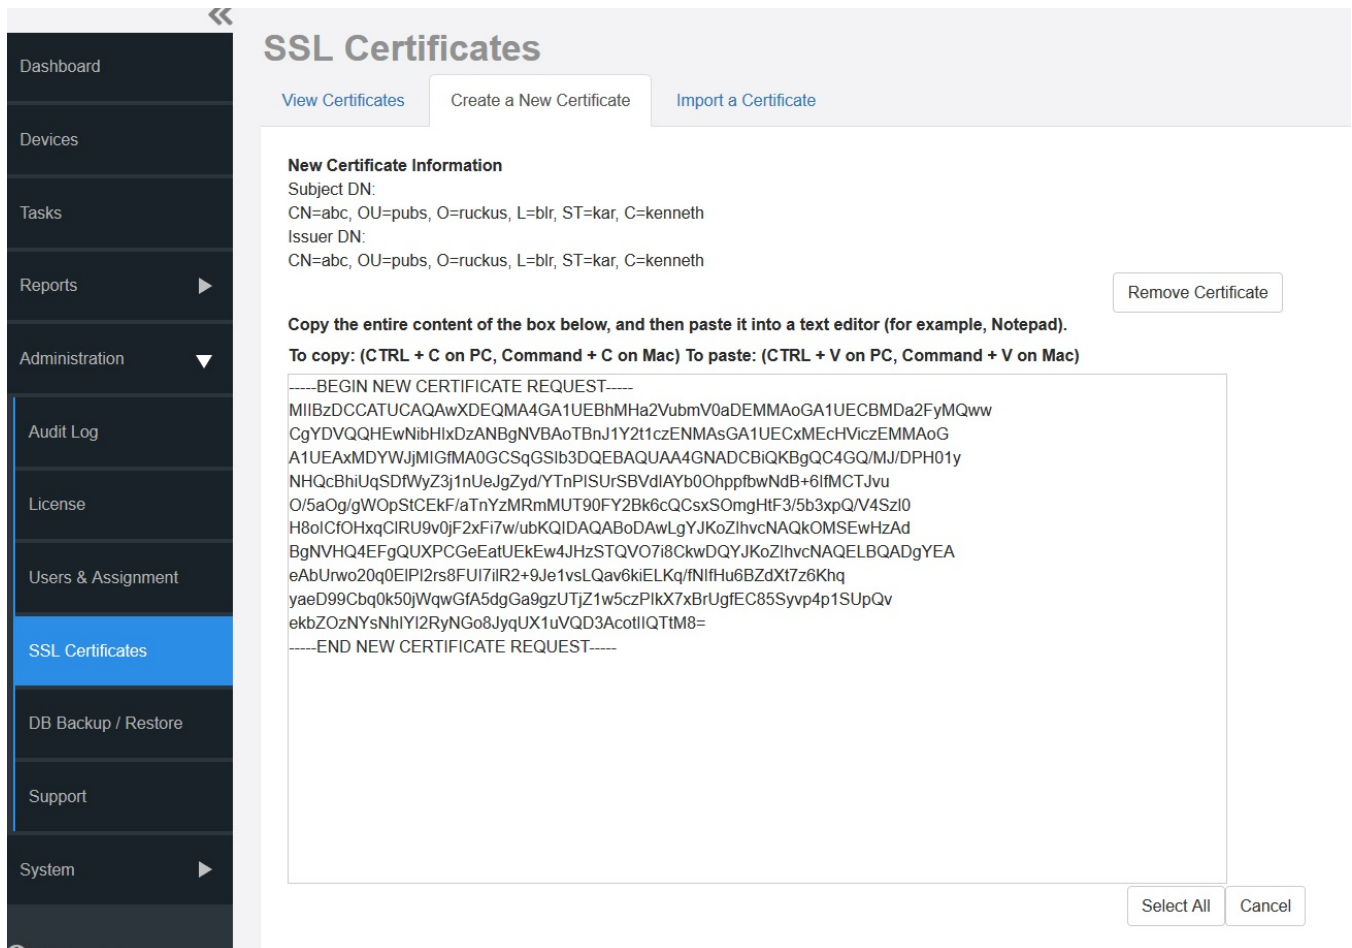 Dashboard
Devices
Tasks
Reports
Administration
Audit Log
License
Users & Assignment
SSL Certificates
DB Backup / Restore
Support
System
SSL Certificates
View Certificates
Create a New Certificate
Import a Certificate
New Certificate Information
Subject DN:
CN=abc, OU=pubs, O=ruckus, L=blr, ST=kar, C=kenneth
Issuer DN:
CN=abc, OU=pubs, O=ruckus, L=blr, ST=kar, C=kenneth
Remove Certificate
Copy the entire content of the box below, and then paste it into a text editor (for example, Notepad).
To copy: (CTRL + C on PC, Command + C on Mac) To paste: (CTRL + V on PC, Command + V on Mac)
-----BEGIN NEW CERTIFICATE REQUEST-----
MIIBzDCCATUCAQAwXDEQMA4GA1UEBhMHa2VubmV0aDEMMAoGA1UECBMDa2FyMQww
CgYDVQQHEwNibHIxDzANBgNVBAoTBnJ1Y2t1czENMAsGA1UECxMEcHViczEMMAoG
A1UEAxMDYWJjMIGfMA0GCSqGSIb3DQEBAQUAA4GNADCBiQKBgQC4GQ/MJ/DPH01y
NHQcBhiUqSDfWyZ3j1nUeJgZyd/YTnPISUrSBVdIAYb0OhppfbwNdB+6IfMCTJvu
O/5aOg/gWOpStCEkF/aTnYzMRmMUT90FY2Bk6cQCsxSOmgHtF3/5b3xpQ/V4SzI0
H8oICfOHxqClRU9v0jF2xFi7w/ubKQIDAQABoDAwLgYJKoZIhvcNAQkOMSEwHzAd
BgNVHQ4EFgQUXPCGeEatUEkEw4JHzSTQVO7i8CkwDQYJKoZIhvcNAQELBQADgYEA
eAbUrwo20q0ElPI2rs8FUI7ilR2+9Je1vsLQav6kiELKq/fNIfHu6BZdXt7z6Khq
yaeD99Cbq0k50jWqwGfA5dgGa9gzUTjZ1w5czPIkX7xBrUgfEC85Syvp4p1SUpQv
ekbZOzNYsNhIYI2RyNGo8JyqUX1uVQD3AcotIIQTtM8=
-----END NEW CERTIFICATE REQUEST-----
Select All
Cancel